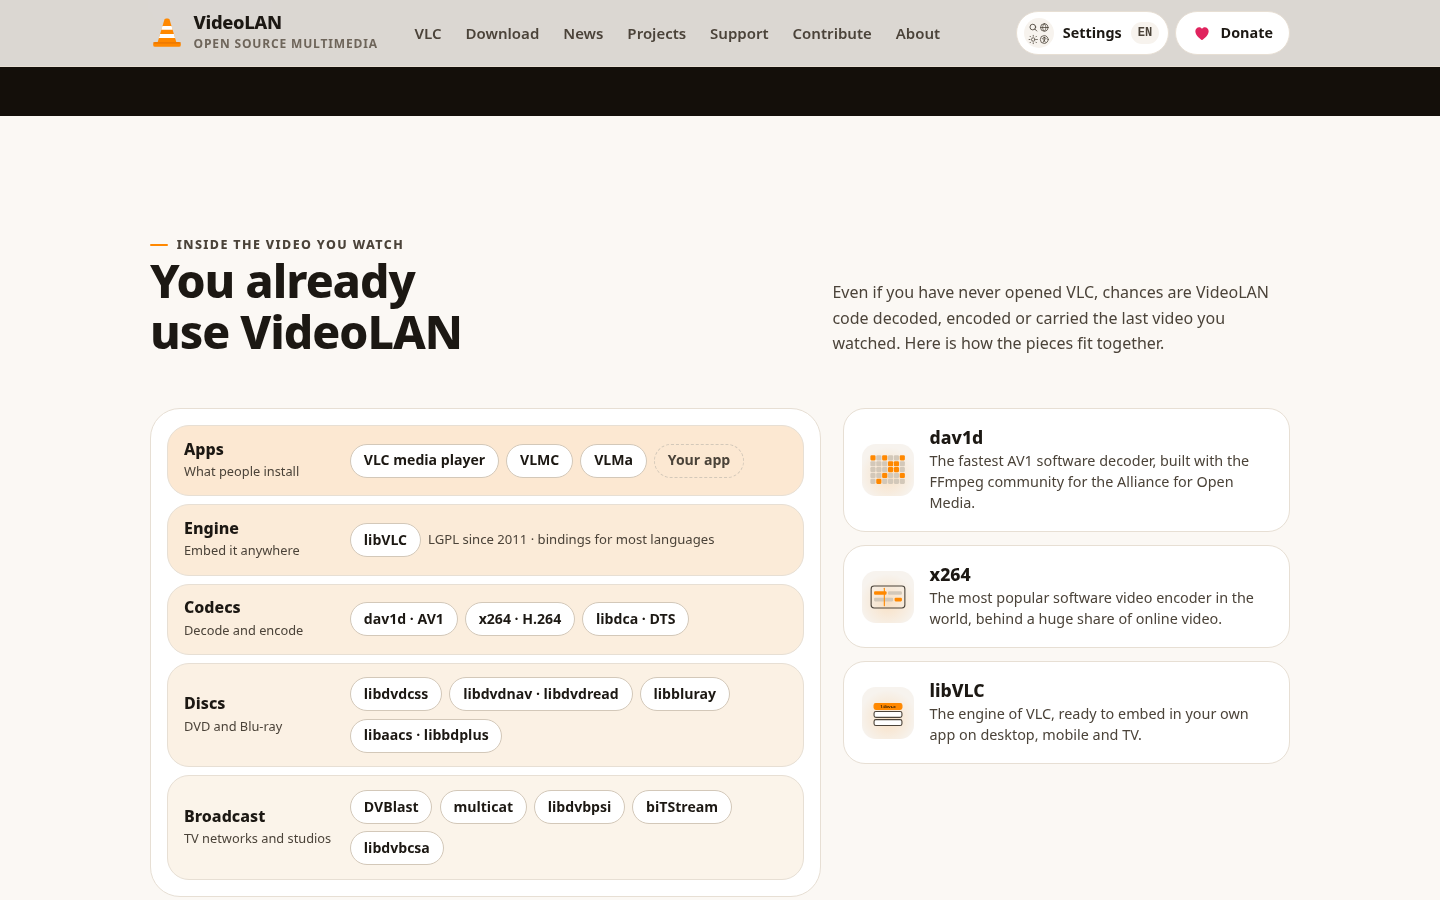 VideoLAN
OPEN SOURCE MULTIMEDIA
VLC
Download
News
Projects
Support
Contribute
About
Settings
EN
Donate
INSIDE THE VIDEO YOU WATCH
You already
use VideoLAN
Even if you have never opened VLC, chances are VideoLAN
code decoded, encoded or carried the last video you
watched. Here is how the pieces fit together.
Apps
What people install
VLC media player
VLMC
VLMa
Your app
Engine
Embed it anywhere
libVLC
LGPL since 2011 · bindings for most languages
Codecs
Decode and encode
dav1d · AV1
x264 · H.264
libdca · DTS
Discs
DVD and Blu-ray
libdvdcss
libdvdnav · libdvdread
libbluray
libaacs · libbdplus
Broadcast
TV networks and studios
DVBlast
multicat
libdvbpsi
biTStream
libdvbcsa
dav1d
The fastest AV1 software decoder, built with the
FFmpeg community for the Alliance for Open
Media.
x264
The most popular software video encoder in the
world, behind a huge share of online video.
libVLC
The engine of VLC, ready to embed in your own
app on desktop, mobile and TV.